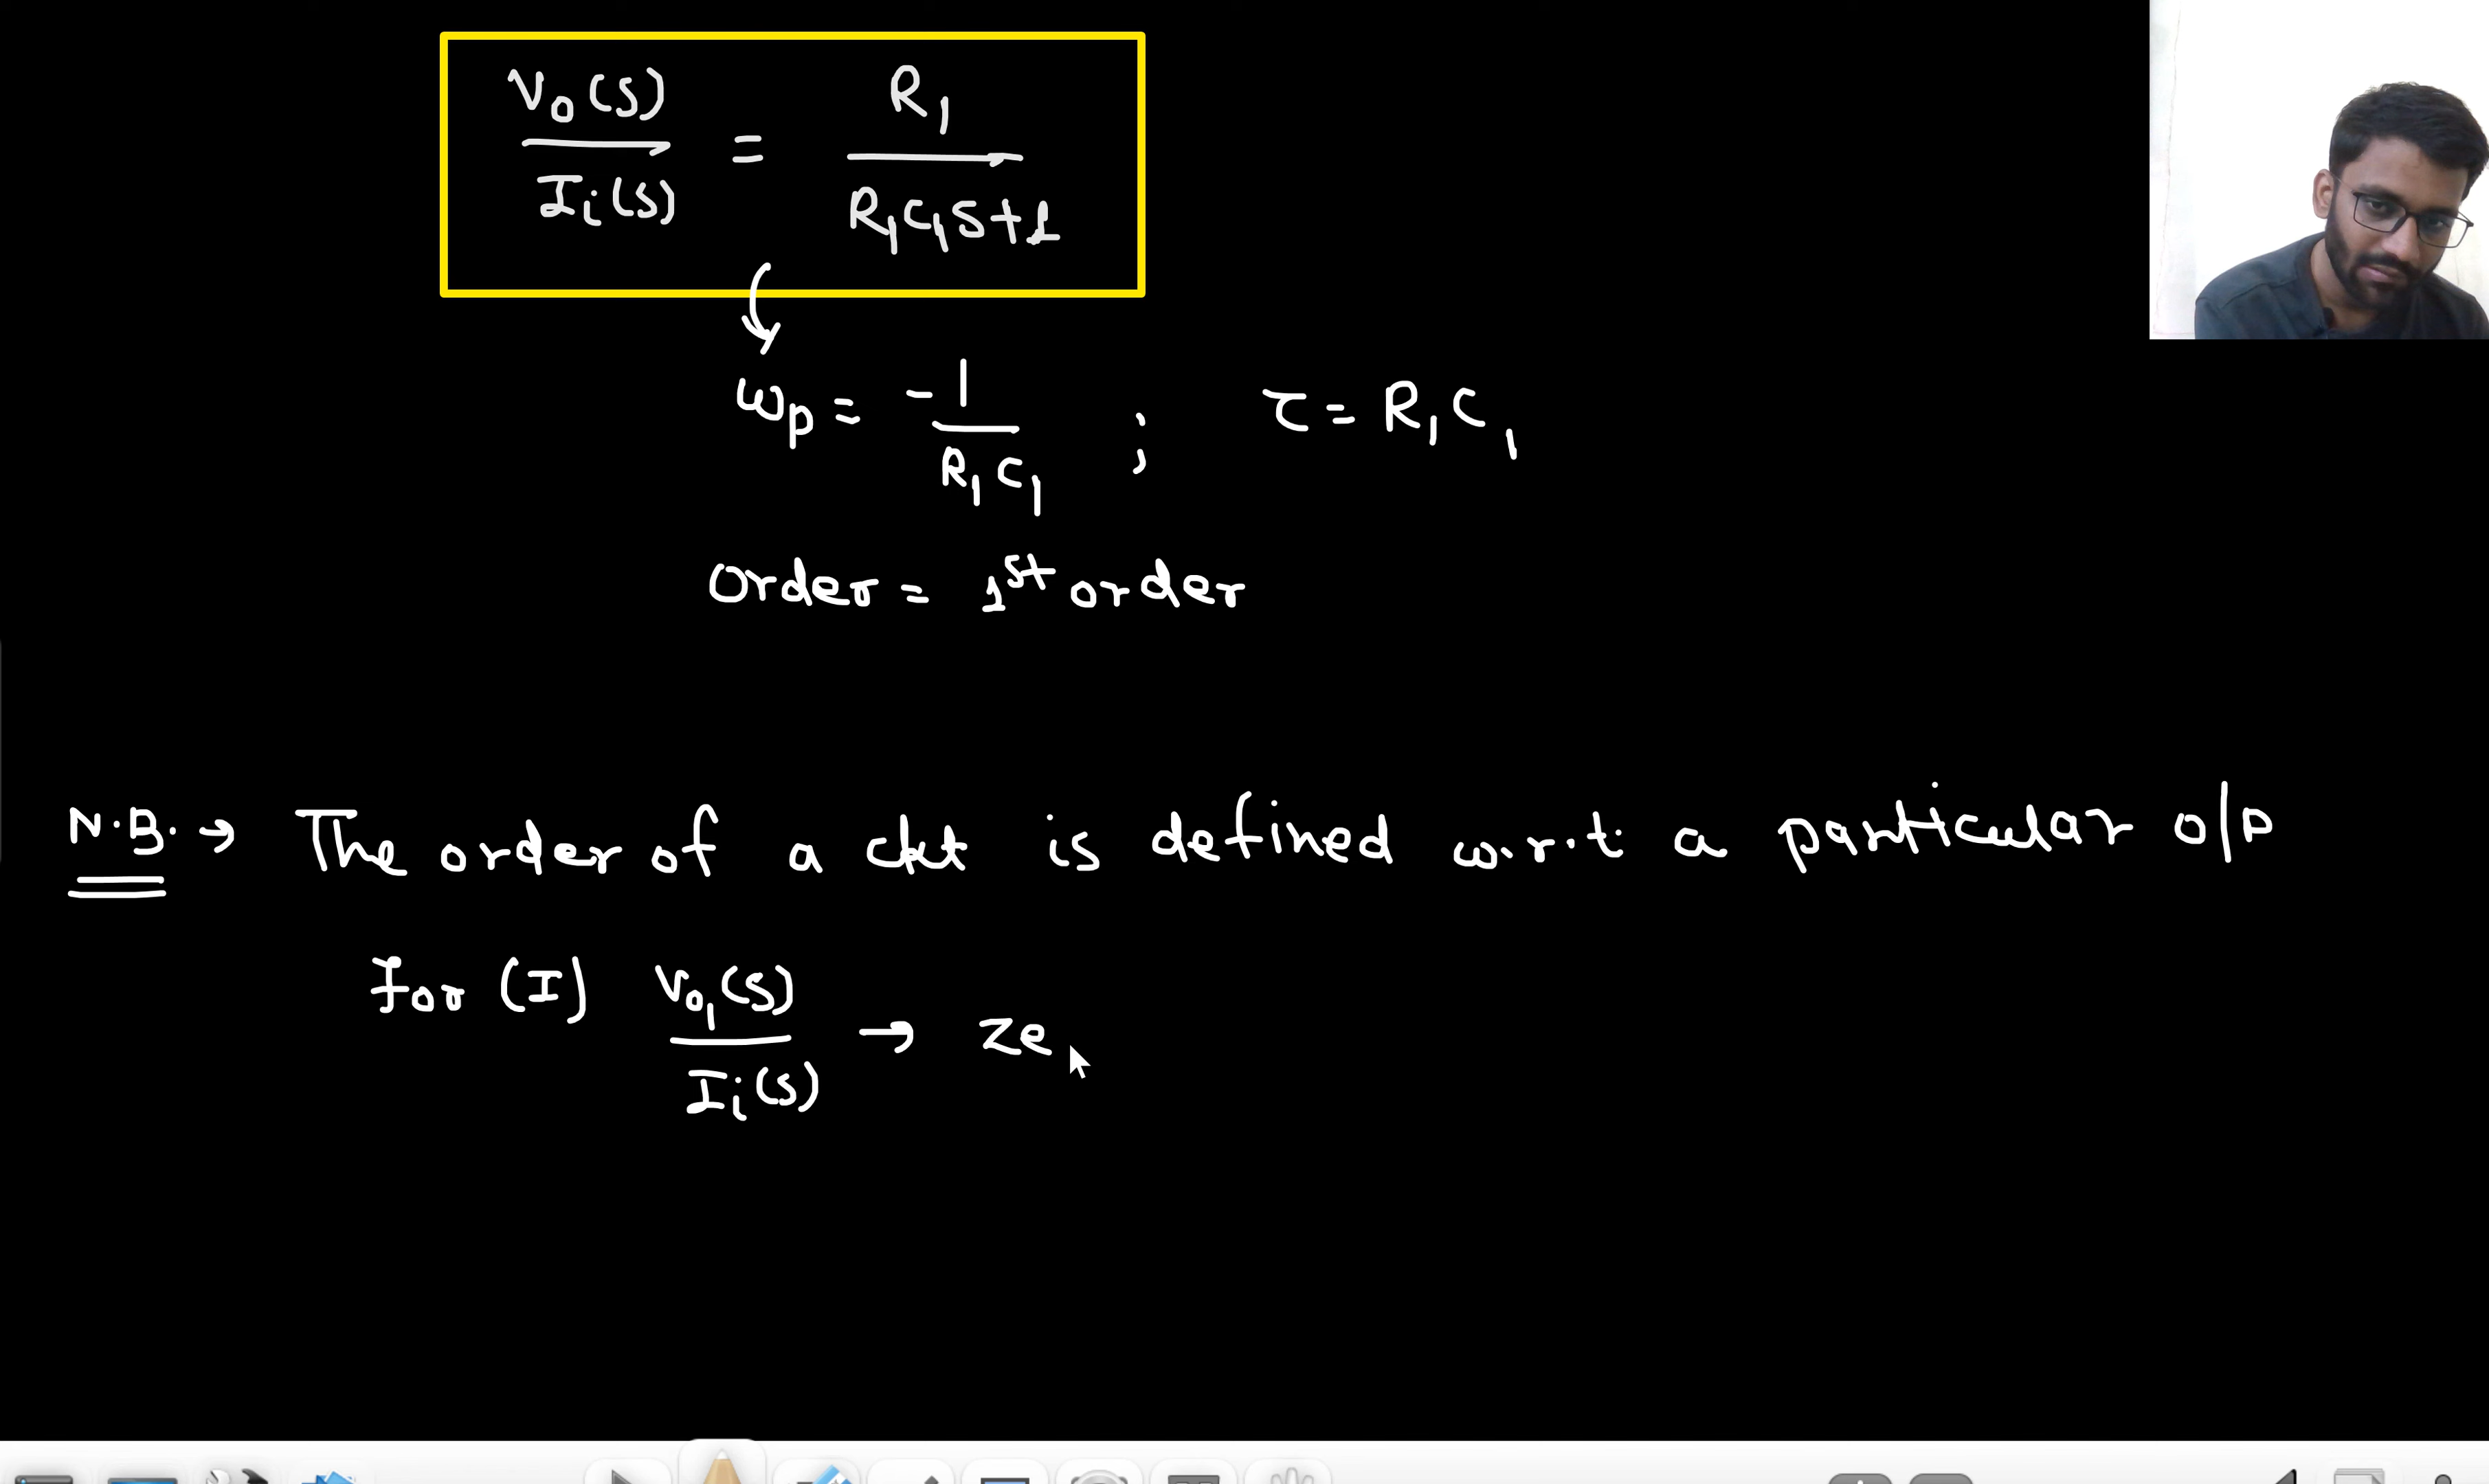 V₀(s) / Iᵢ(s) = R₁ / R₁C₁s+1
ωp = -1 / R₁C₁ ; τ = R₁C₁
Order = 1st order
N.B. → The order of a ckt is defined w.r.t a particular o/p
for (I) V₀₁(s) / Iᵢ(s) → ze